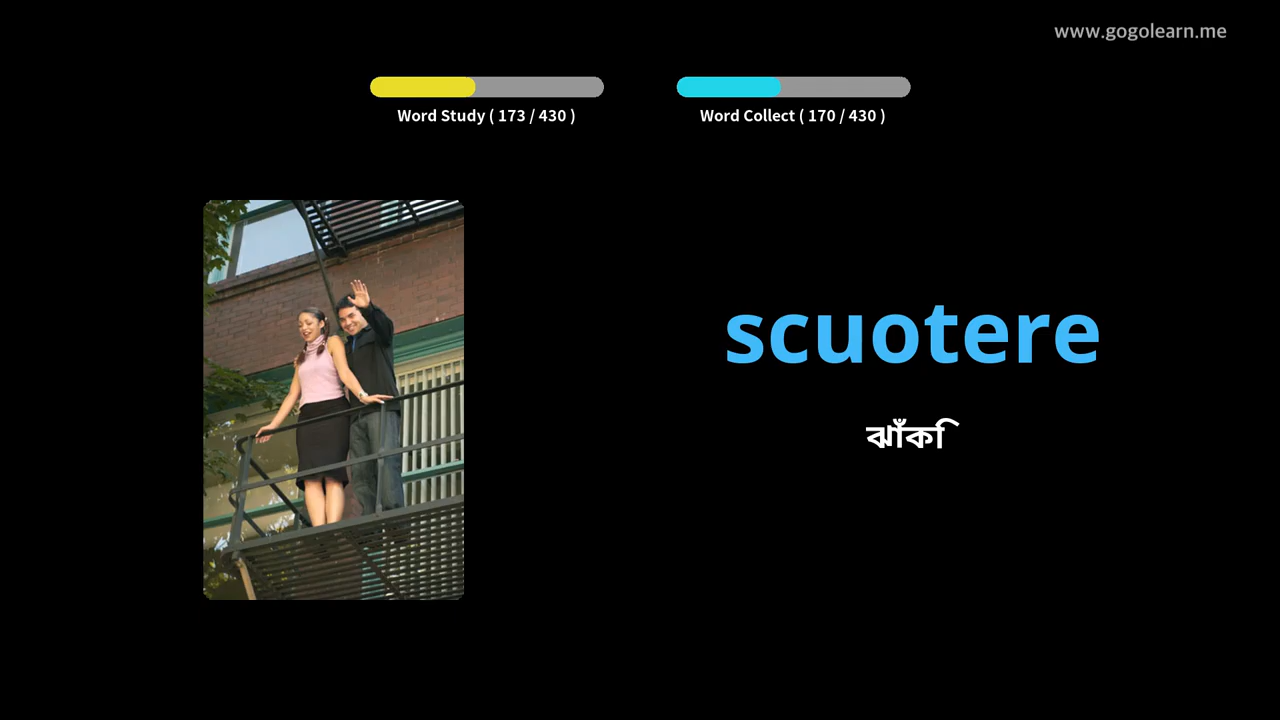 www.gogolearn.me
Word Study ( 173 / 430 )
Word Collect ( 170 / 430 )
scuotere
ঝাঁকি